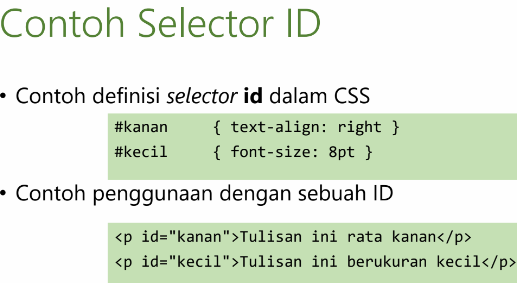 Contoh Selector ID
• Contoh definisi selector id dalam CSS
#kanan { text-align: right }
#kecil { font-size: 8pt }
• Contoh penggunaan dengan sebuah ID
<p id="kanan">Tulisan ini rata kanan</p>
<p id="kecil">Tulisan ini berukuran kecil</p>